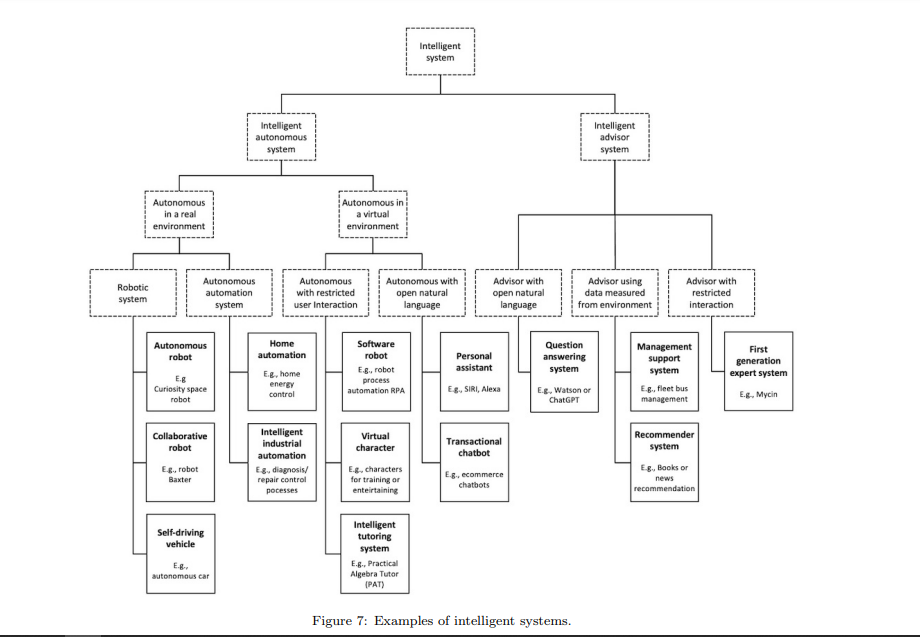 Intelligent
system
Intelligent
autonomous
system
Intelligent
advisor
system
Autonomous
in a real
environment
Autonomous in
a virtual
environment
Robotic
system
Autonomous
automation
system
Autonomous
with restricted
user Interaction
Autonomous with
open natural
language
Advisor with
open natural
language
Advisor using
data measured
from environment
Advisor with
restricted
interaction
Autonomous
robot
E.g
Curiosity space
robot
Home
automation
E.g., home
energy
control
Software
robot
E.g., robot
process
automation RPA
Personal
assistant
E.g., SIRI, Alexa
Question
answering
system
E.g., Watson or
ChatGPT
Management
support
system
E.g., fleet bus
management
First
generation
expert system
E.g., Mycin
Collaborative
robot
E.g., robot
Baxter
Intelligent
industrial
automation
E.g., diagnosis/
repair control
pocesses
Virtual
character
E.g., characters
for training or
enteirtaining
Transactional
chatbot
E.g., ecommerce
chatbots
Recommender
system
E.g., Books or
news
recommendation
Self-driving
vehicle
E.g.,
autonomous car
Intelligent
tutoring
system
E.g., Practical
Algebra Tutor
(PAT)
Figure 7: Examples of intelligent systems.